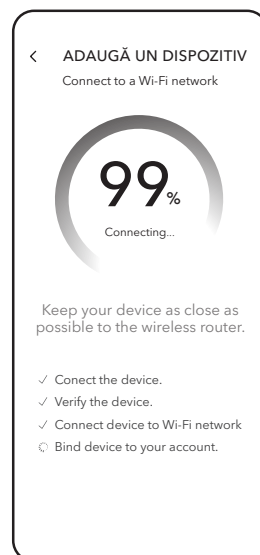 ADAUGĂ UN DISPOZITIV
Connect to a Wi-Fi network
99%
Connecting...
Keep your device as close as
possible to the wireless router.
Conect the device.
Verify the device.
Connect device to Wi-Fi network
Bind device to your account.